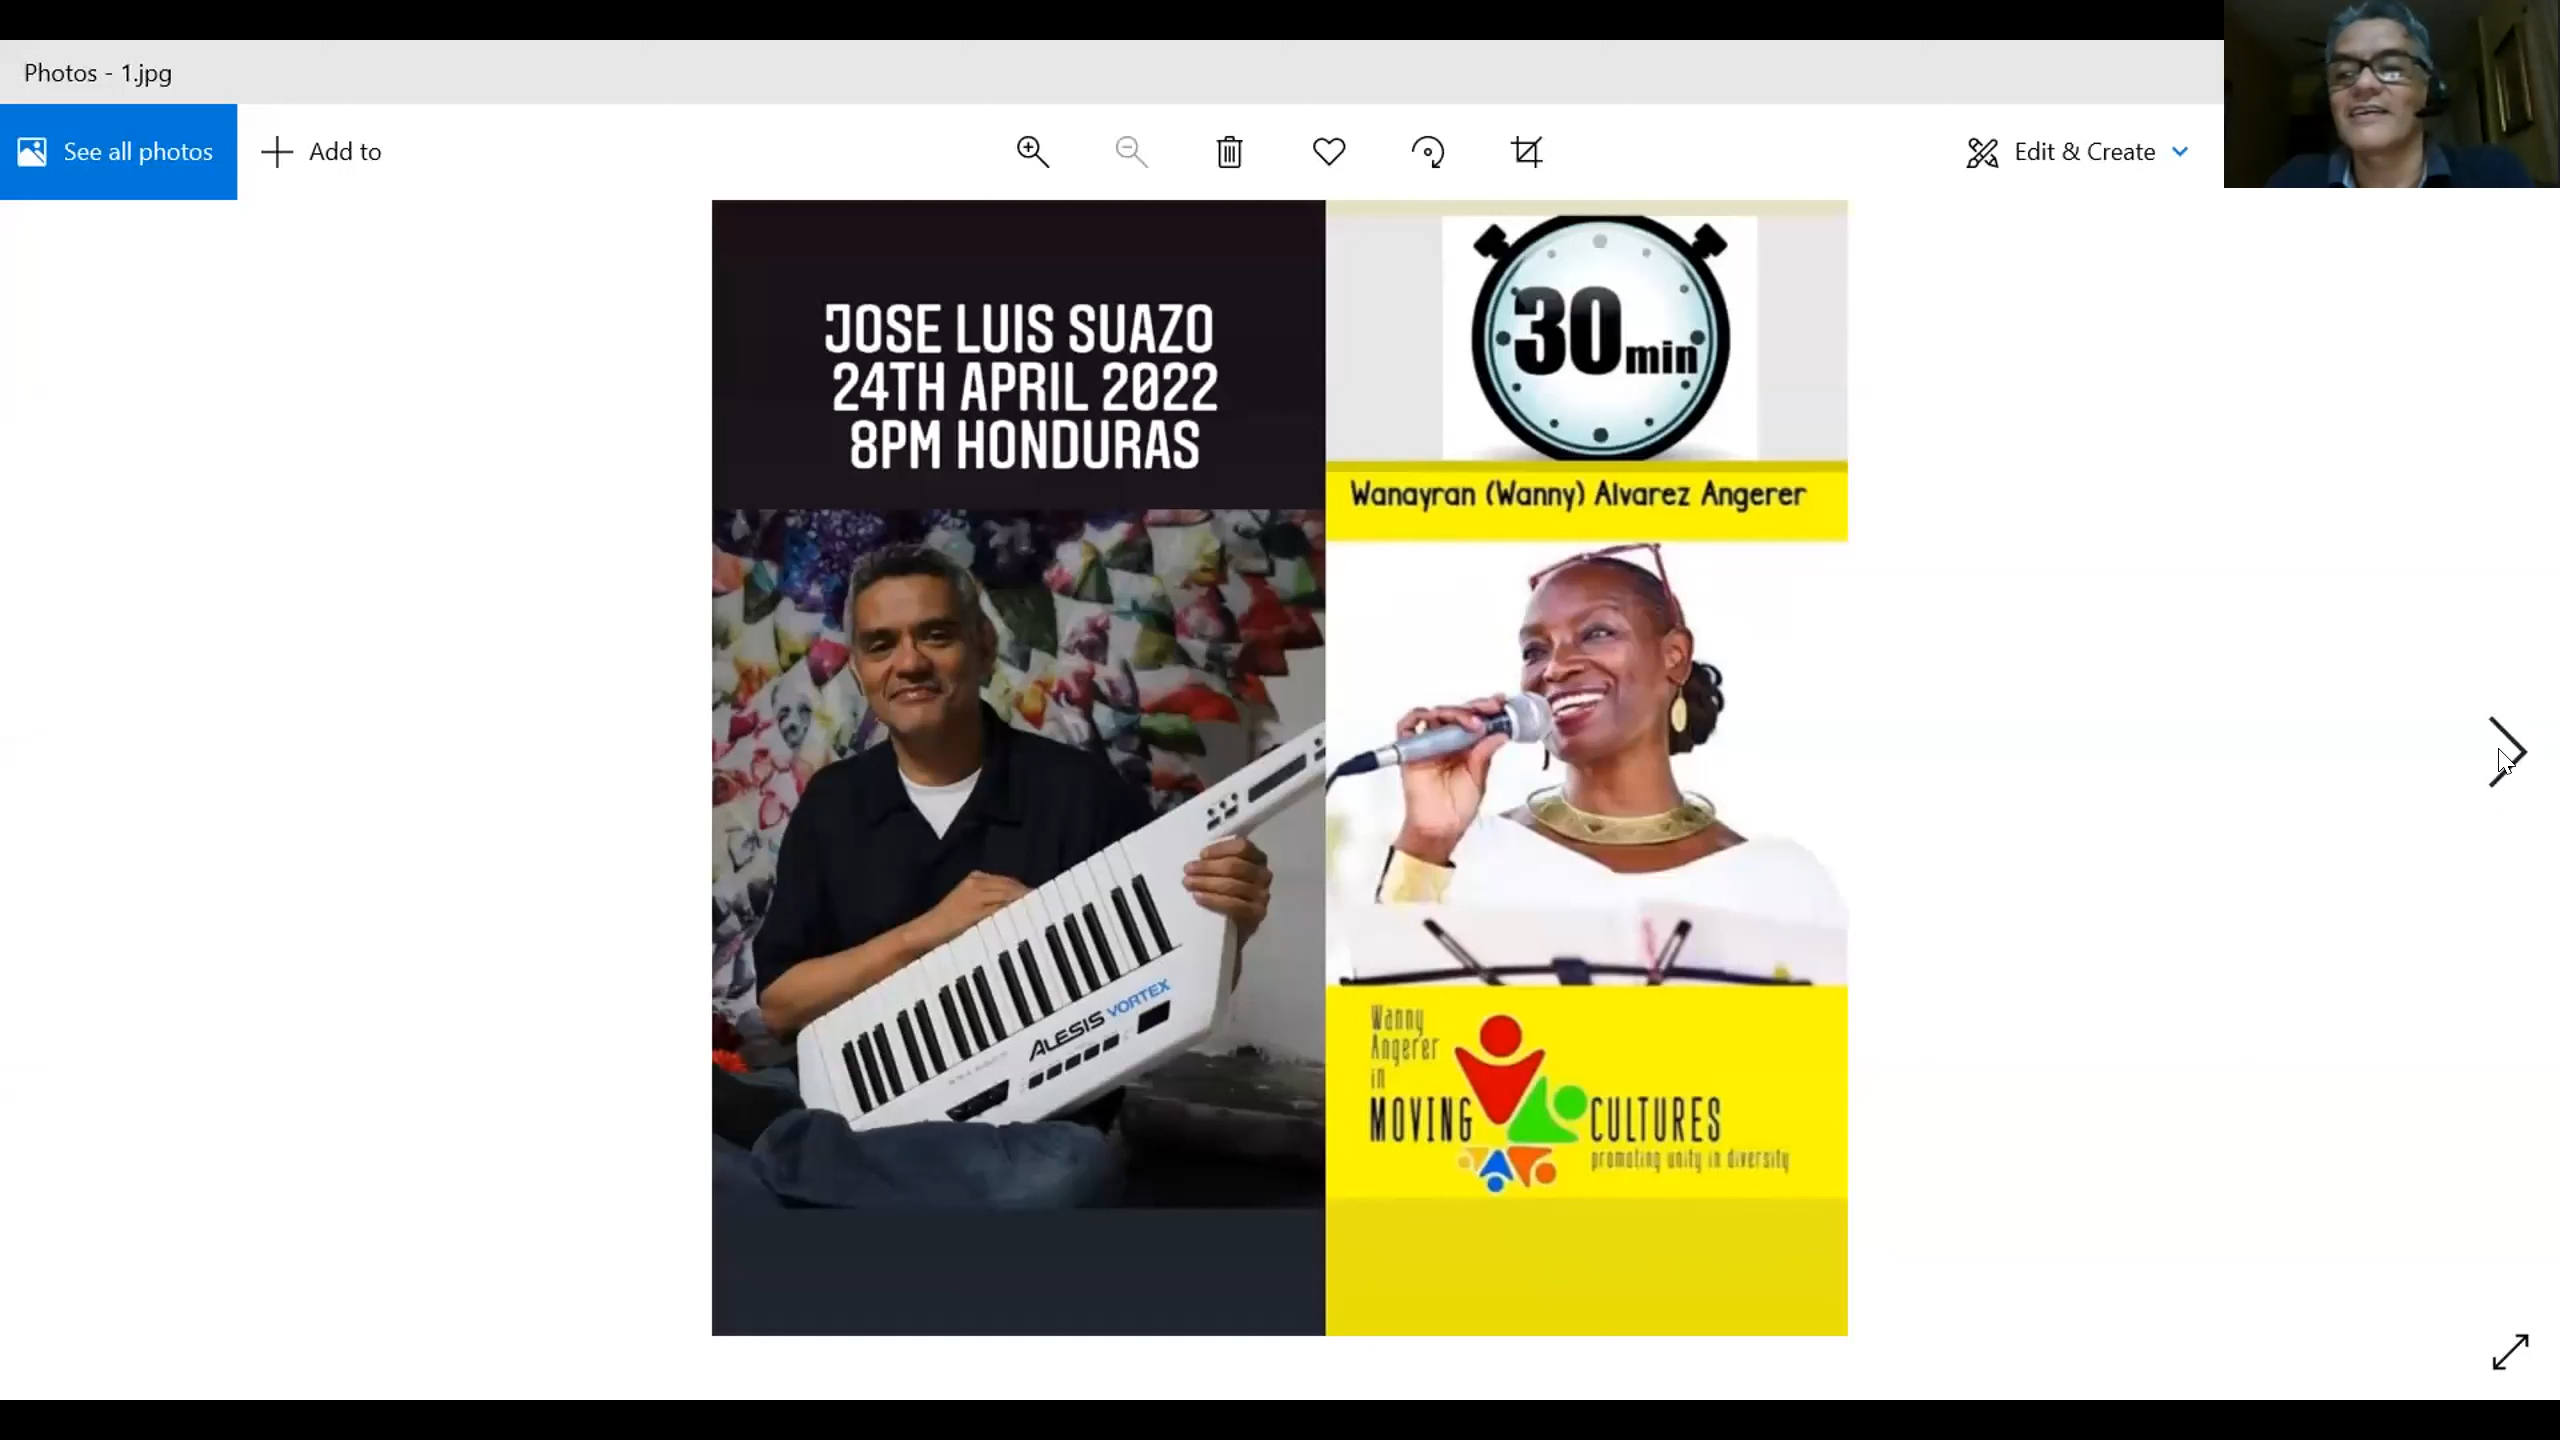 Photos - 1.jpg
See all photos
Add to
Edit & Create
JOSE LUIS SUAZO
24TH APRIL 2022
8PM HONDURAS
30min
Wanayran (Wanny) Alvarez Angerer
ALESIS VORTEX
Wanny
Angerer
in
MOVING CULTURES
promoting unity in diversity